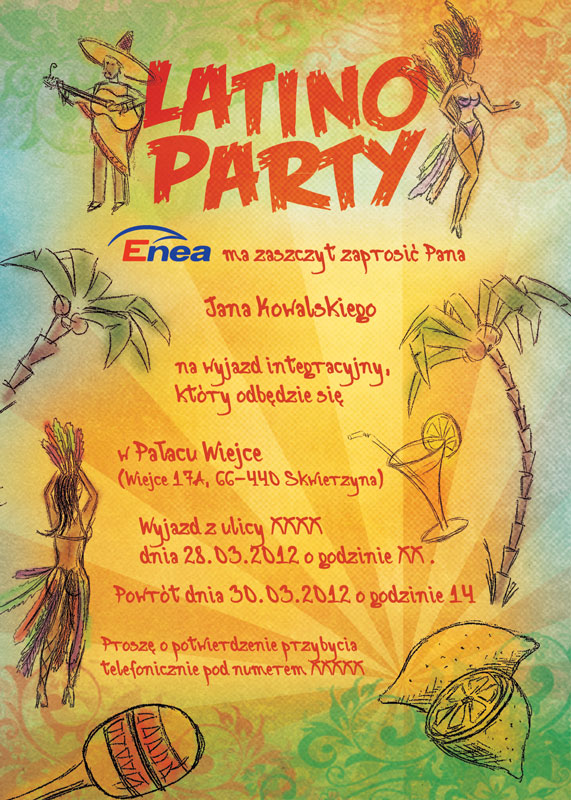 LATINO
PARTY
Enea ma zaszczyt zaprosić Pana
Jana Kowalskiego
na wyjazd integracyjny,
który odbędzie się
w Pałacu Wiejce
(Wiejce 17A, 66-440 Skwierzyna)
Wyjazd z ulicy XXXX
dnia 28.03.2012 o godzinie XX .
Powrót dnia 30.03.2012 o godzinie 14
Proszę o potwierdzenie przybycia
telefonicznie pod numerem XXXXX